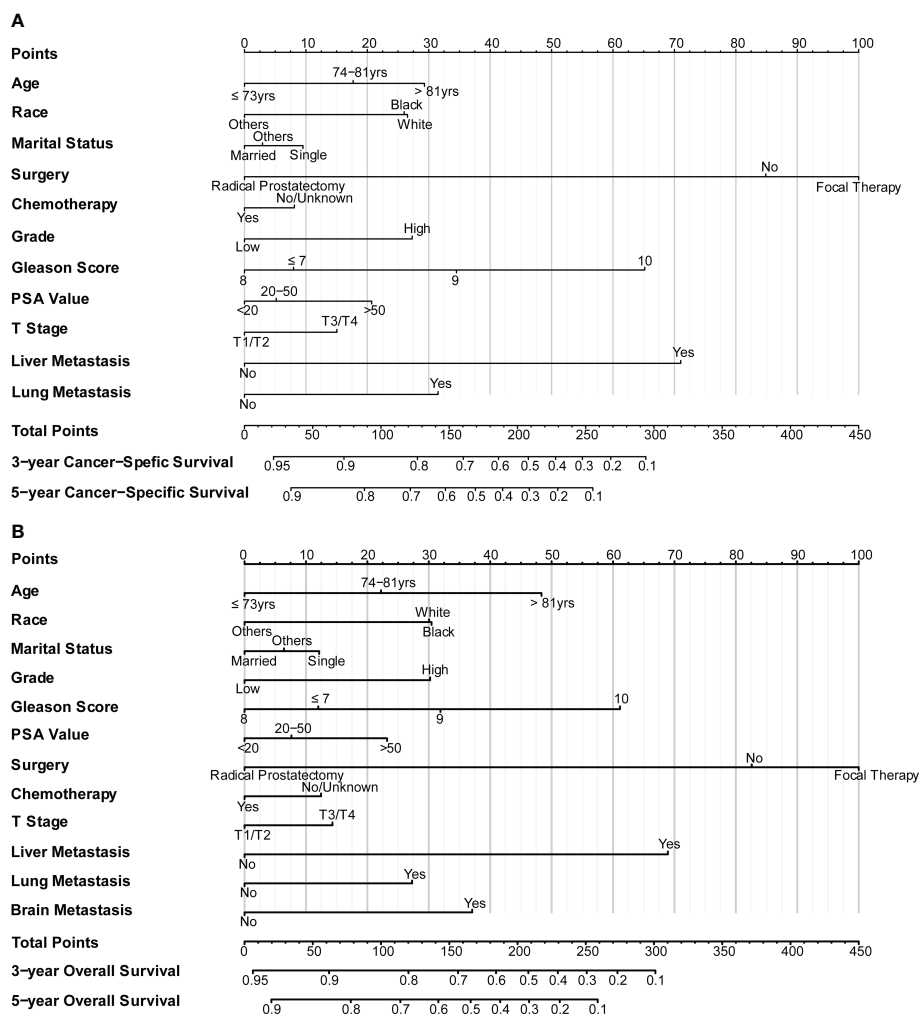 A
Points 0 10 20 30 40 50 60 70 80 90 100
74−81yrs
Age
≤ 73yrs > 81yrs
Black
Race
Others White
Others
Marital Status
Married Single
No
Surgery
Radical Prostatectomy Focal Therapy
No/Unknown
Chemotherapy
Yes
High
Grade
Low
≤ 7 10
Gleason Score
8 9
20−50
PSA Value
<20 >50
T3/T4
T Stage
T1/T2
Yes
Liver Metastasis
No
Yes
Lung Metastasis
No
Total Points
0 50 100 150 200 250 300 350 400 450
3−year Cancer−Spefic Survival
0.95 0.9 0.8 0.7 0.6 0.5 0.4 0.3 0.2 0.1
5−year Cancer−Specific Survival
0.9 0.8 0.7 0.6 0.5 0.4 0.3 0.2 0.1
B
Points 0 10 20 30 40 50 60 70 80 90 100
74−81yrs
Age
≤ 73yrs > 81yrs
White
Race
Others Black
Others
Marital Status
Married Single
High
Grade
Low
≤ 7 10
Gleason Score
8 9
20−50
PSA Value
<20 >50
No
Surgery
Radical Prostatectomy Focal Therapy
No/Unknown
Chemotherapy
Yes
T3/T4
T Stage
T1/T2
Yes
Liver Metastasis
No
Yes
Lung Metastasis
No
Yes
Brain Metastasis
No
Total Points
0 50 100 150 200 250 300 350 400 450
3−year Overall Survival
0.95 0.9 0.8 0.7 0.6 0.5 0.4 0.3 0.2 0.1
5−year Overall Survival
0.9 0.8 0.7 0.6 0.5 0.4 0.3 0.2 0.1